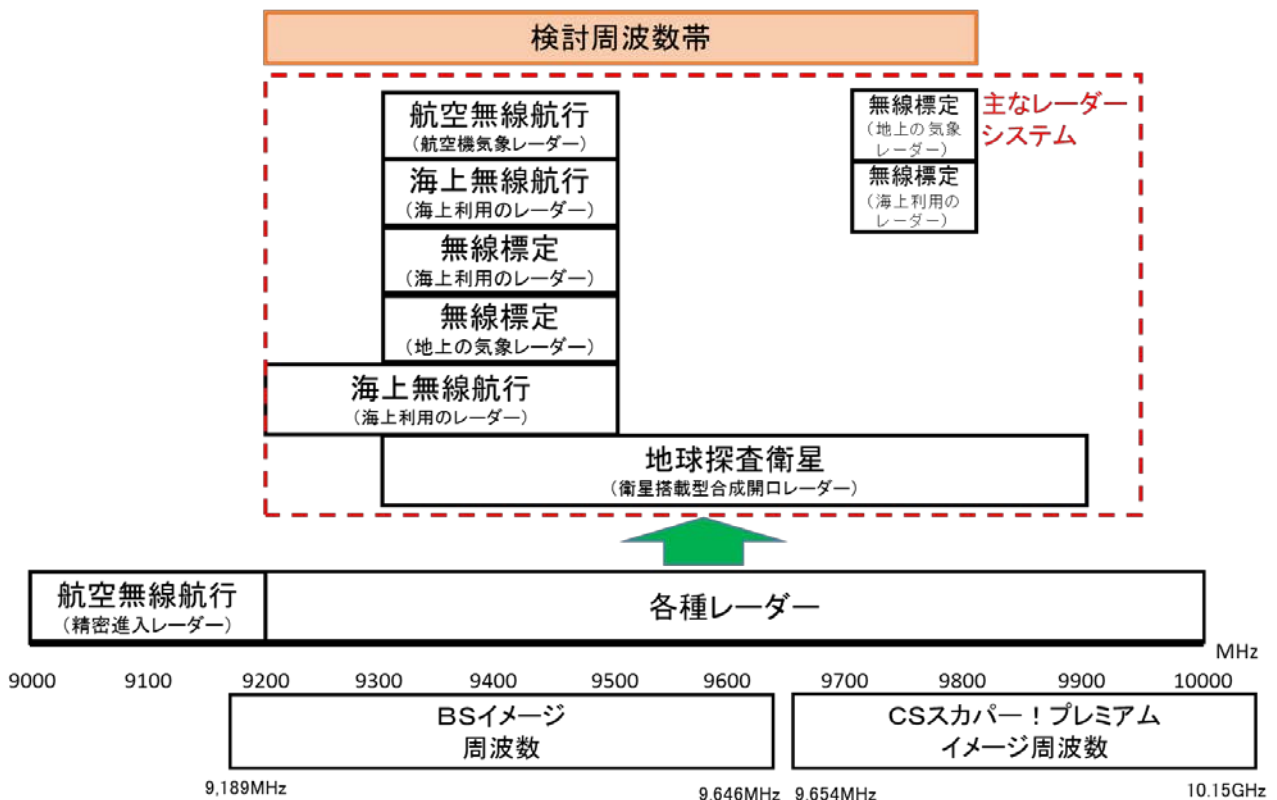 検討周波数帯
航空無線航行
（航空機気象レーダー）
海上無線航行
（海上利用のレーダー）
無線標定
（海上利用のレーダー）
無線標定
（地上の気象レーダー）
海上無線航行
（海上利用のレーダー）
地球探査衛星
（衛星搭載型合成開口レーダー）
無線標定
（地上の気象
レーダー）
無線標定
（海上利用の
レーダー）
主なレーダー
システム
航空無線航行
（精密進入レーダー）
各種レーダー
MHz
9000 9100 9200 9300 9400 9500 9600 9700 9800 9900 10000
BSイメージ
周波数
CSスカパー！プレミアム
イメージ周波数
9,189MHz 9.646MHz 9.654MHz 10.15GHz